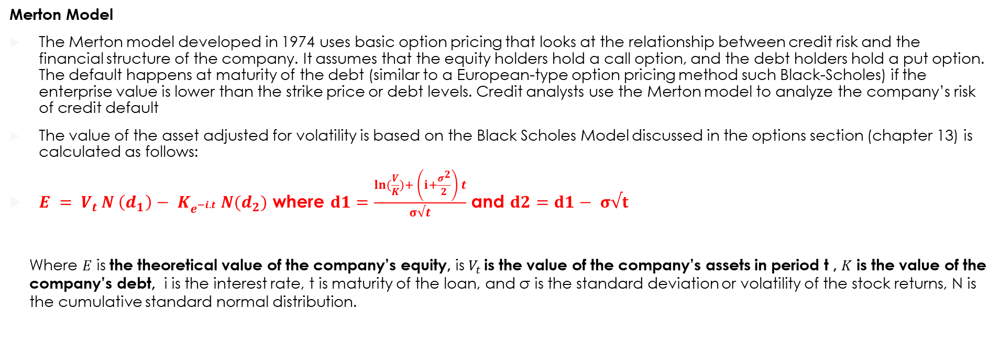 Merton Model
The Merton model developed in 1974 uses basic option pricing that looks at the relationship between credit risk and the
financial structure of the company. It assumes that the equity holders hold a call option, and the debt holders hold a put option.
The default happens at maturity of the debt (similar to a European-type option pricing method such Black-Scholes) if the
enterprise value is lower than the strike price or debt levels. Credit analysts use the Merton model to analyze the company's risk
of credit default
The value of the asset adjusted for volatility is based on the Black Scholes Model discussed in the options section (chapter 13) is
calculated as follows:
E = V_t N (d_1) – K_{e^{-i.t}} N(d_2) where d1 = \frac{ln(\frac{V}{K})+ (i+\frac{σ^2}{2}) t}{σ√t} and d2 = d1 – σ√t
Where E is the theoretical value of the company's equity, is V_t is the value of the company's assets in period t , K is the value of the
company's debt, i is the interest rate, t is maturity of the loan, and σ is the standard deviation or volatility of the stock returns, N is
the cumulative standard normal distribution.